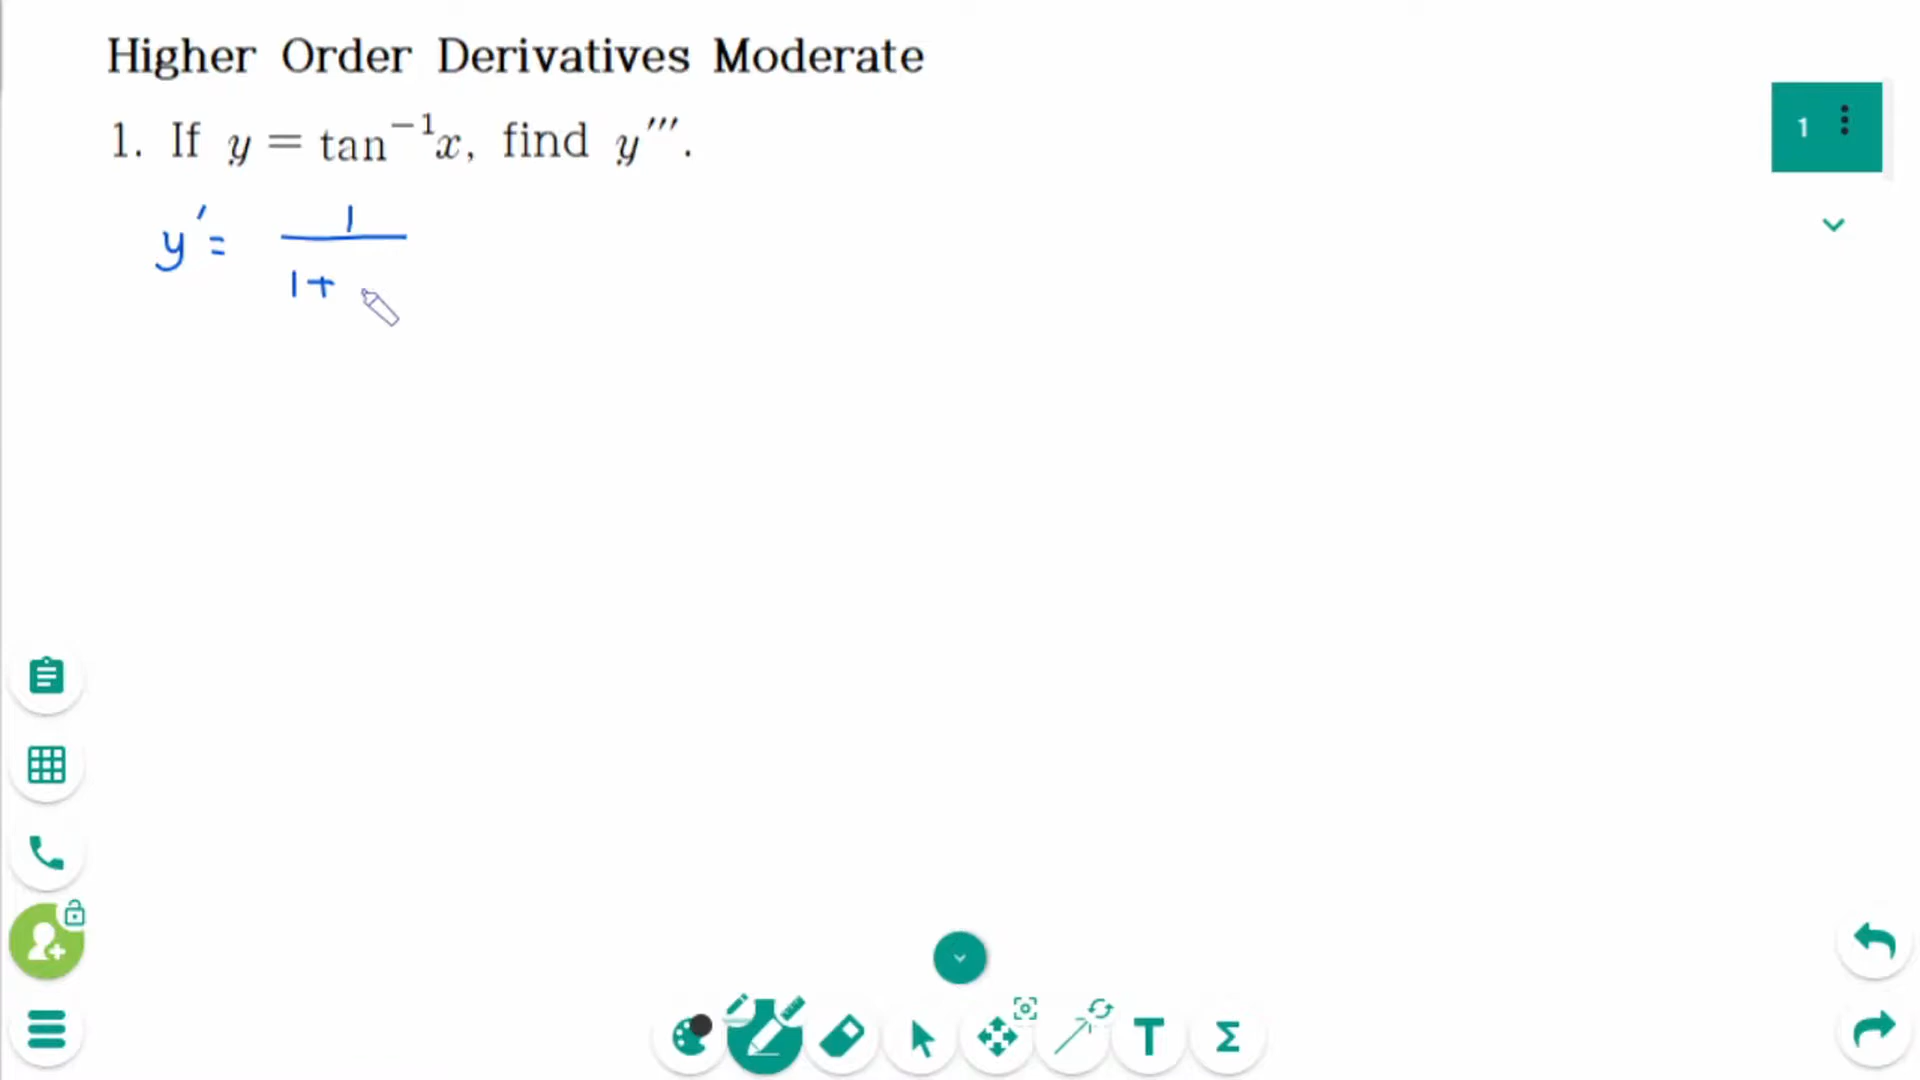 Higher Order Derivatives Moderate
1. If y = tan⁻¹x, find y‴.
y′ = 1/(1+
1
T
Σ